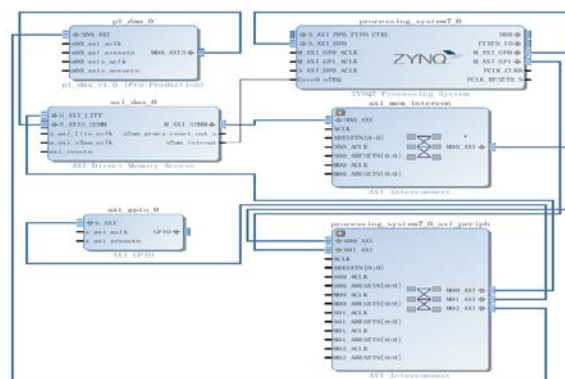 pl_dma_0
S00_AXI
s00_axi_aclk
s00_axi_aresetn
m00_axis_aclk
m00_axis_aresetn
M00_AXIS
pl_dma_v1.0 (Pre-Production)
processing_system7_0
S_AXI_HP0_FIFO_CTRL
S_AXI_HP0
M_AXI_GP0_ACLK
M_AXI_GP1_ACLK
S_AXI_HP0_ACLK
DDR
FIXED_IO
M_AXI_GP0
M_AXI_GP1
FCLK_CLK0
FCLK_RESET0_N
ZYNQ
ZYNQ7 Processing System
axi_dma_0
S_AXI_LITE
S_AXIS_S2MM
s_axi_lite_aclk
m_axi_s2mm_aclk
axi_resetn
M_AXI_S2MM
s2mm_prmry_reset_out_n
s2mm_introut
AXI Direct Memory Access
axi_mem_intercon
S00_AXI
ACLK
ARESETN[0:0]
S00_ACLK
S00_ARESETN[0:0]
M00_ACLK
M00_ARESETN[0:0]
M00_AXI
AXI Interconnect
axi_gpio_0
S_AXI
s_axi_aclk
s_axi_aresetn
GPIO
AXI GPIO
processing_system7_0_axi_periph
S00_AXI
S01_AXI
ACLK
ARESETN[0:0]
S00_ACLK
S00_ARESETN[0:0]
M00_ACLK
M00_ARESETN[0:0]
S01_ACLK
S01_ARESETN[0:0]
M01_ACLK
M01_ARESETN[0:0]
M02_ACLK
M02_ARESETN[0:0]
M00_AXI
M01_AXI
M02_AXI
AXI Interconnect